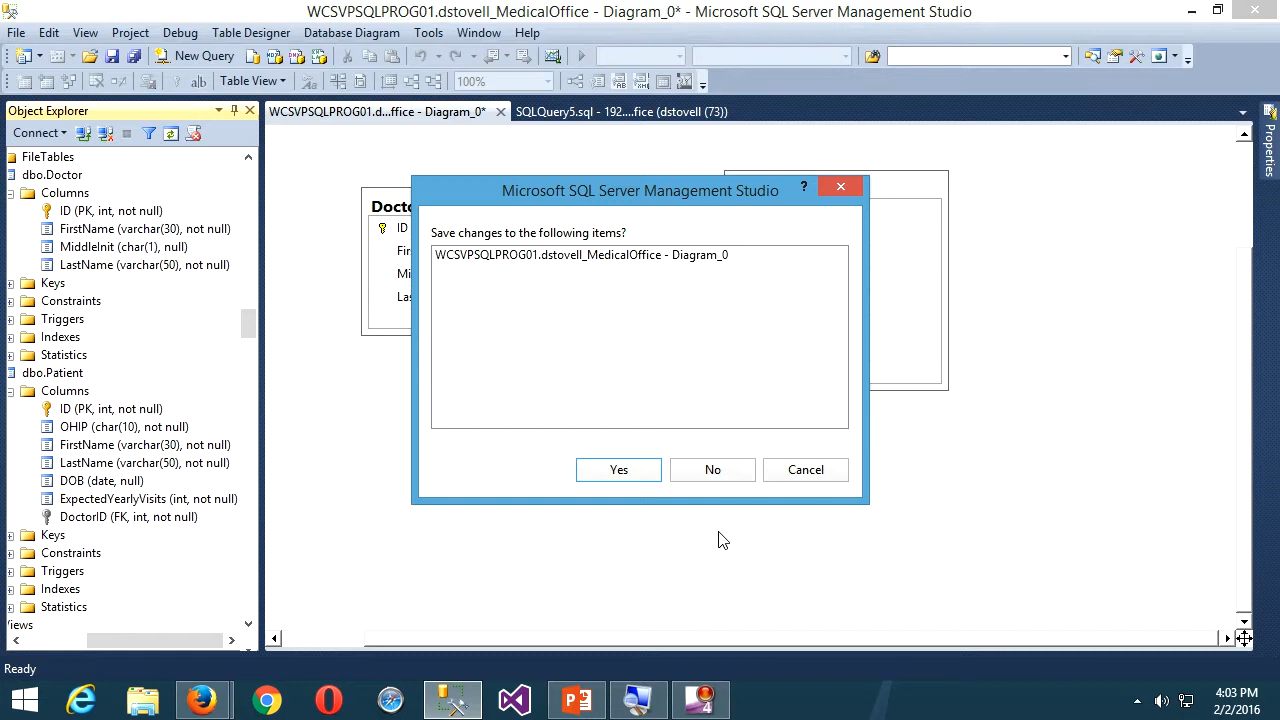 WCSVPSQLPROG01.dstovell_MedicalOffice - Diagram_0* - Microsoft SQL Server Management Studio
File Edit View Project Debug Table Designer Database Diagram Tools Window Help
New Query
Table View 100%
Object Explorer
WCSVPSQLPROG01.d...ffice - Diagram_0* SQLQuery5.sql - 192....fice (dstovell (73))
Connect
Properties
FileTables
dbo.Doctor
Columns
ID (PK, int, not null)
FirstName (varchar(30), not null)
MiddleInit (char(1), null)
LastName (varchar(50), not null)
Keys
Constraints
Triggers
Indexes
Statistics
dbo.Patient
Columns
ID (PK, int, not null)
OHIP (char(10), not null)
FirstName (varchar(30), not null)
LastName (varchar(50), not null)
DOB (date, null)
ExpectedYearlyVisits (int, not null)
DoctorID (FK, int, not null)
Keys
Constraints
Triggers
Indexes
Statistics
Views
Docto
ID
Fir
Mi
Las
Microsoft SQL Server Management Studio
?
Save changes to the following items?
WCSVPSQLPROG01.dstovell_MedicalOffice - Diagram_0
Yes No Cancel
Ready
4:03 PM
2/2/2016